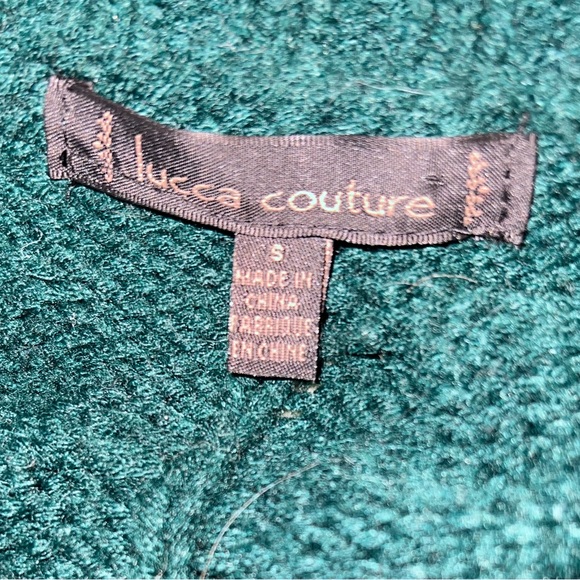 lucca couture
S
MADE IN
CHINA
FABRIQUE
EN CHINE